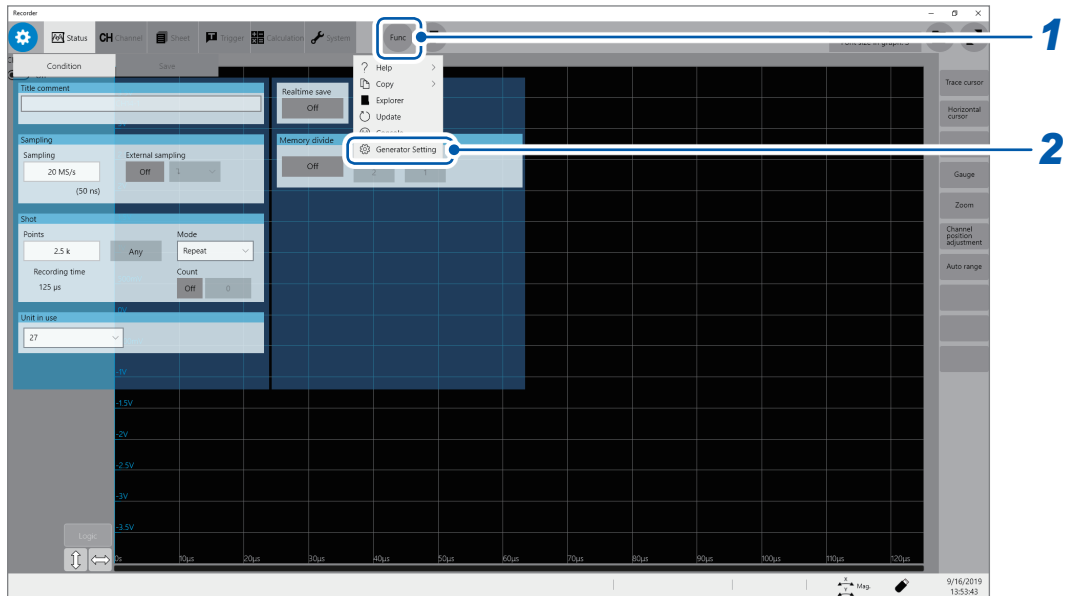 Recorder
Status CH Channel Sheet Trigger Calculation System Func
1
Condition Save
Title comment
Realtime save
Off
? Help >
Copy >
Explorer
Update
Console
Generator Setting
2
Sampling
Sampling External sampling
20 MS/s Off 1
(50 ns)
Memory divide
Off 2 1
Shot
Points Mode
2.5 k Any Repeat
Recording time Count
125 µs Off 0
Unit in use
27
Trace cursor
Horizontal
cursor
Gauge
Zoom
Channel
position
adjustment
Auto range
-1V
-1.5V
-2V
-2.5V
-3V
-3.5V
Logic
0s 10µs 20µs 30µs 40µs 50µs 60µs 70µs 80µs 90µs 100µs 110µs 120µs
X
Y
Mag.
9/16/2019
13:53:43